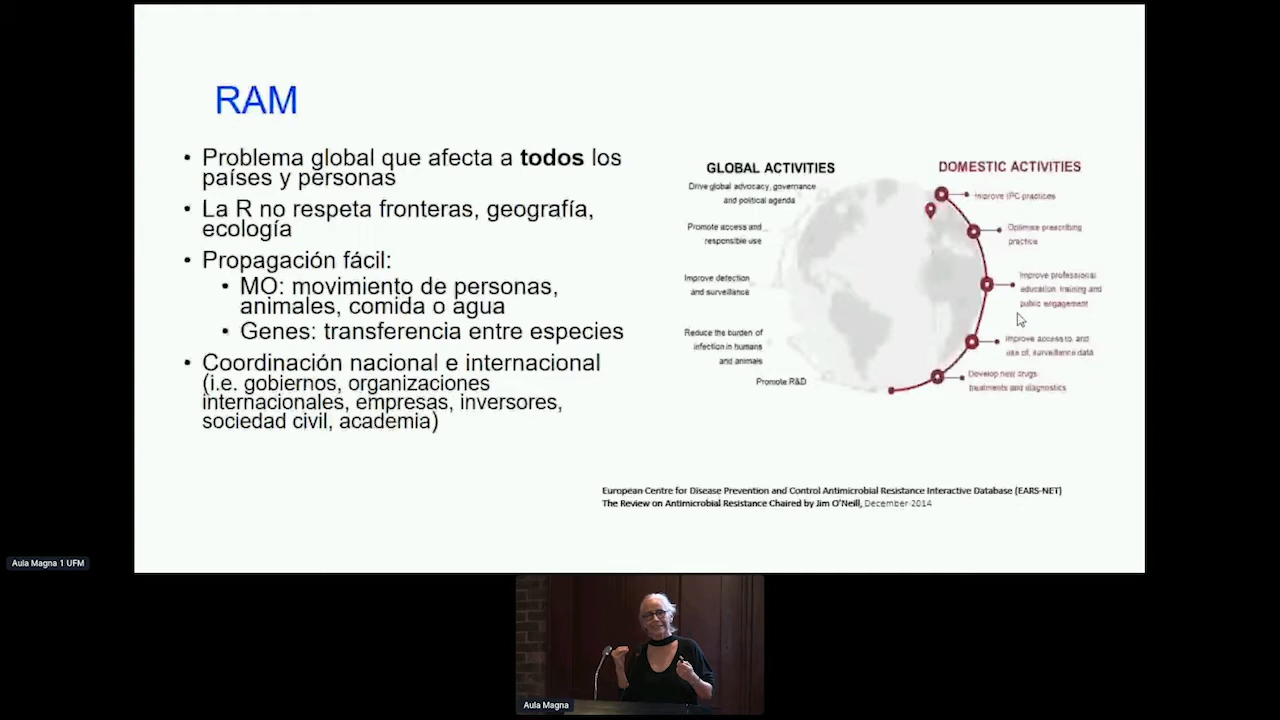 RAM
• Problema global que afecta a todos los
países y personas
• La R no respeta fronteras, geografía,
ecología
• Propagación fácil:
• MO: movimiento de personas,
animales, comida o agua
• Genes: transferencia entre especies
• Coordinación nacional e internacional
(i.e. gobiernos, organizaciones
internacionales, empresas, inversores,
sociedad civil, academia)
GLOBAL ACTIVITIES
Drive global advocacy, governance
and political agenda
Promote access and
responsible use
Improve detection
and surveillance
Reduce the burden of
infection in humans
and animals
Promote R&D
DOMESTIC ACTIVITIES
Improve IPC practices
Optimise prescribing
practice
Improve professional
education, training and
public engagement
Improve access to, and
use of, surveillance data
Develop new drugs
treatments and diagnostics
European Centre for Disease Prevention and Control Antimicrobial Resistance Interactive Database (EARS-NET)
The Review on Antimicrobial Resistance Chaired by Jim O'Neill, December 2014
Aula Magna 1 UFM
Aula Magna